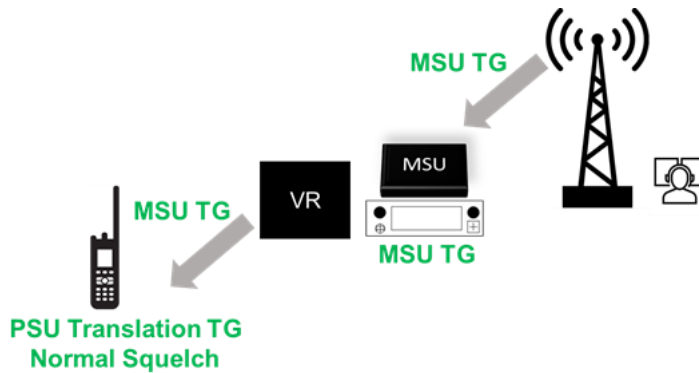 MSU TG
MSU
VR
MSU TG
MSU TG
PSU Translation TG
Normal Squelch